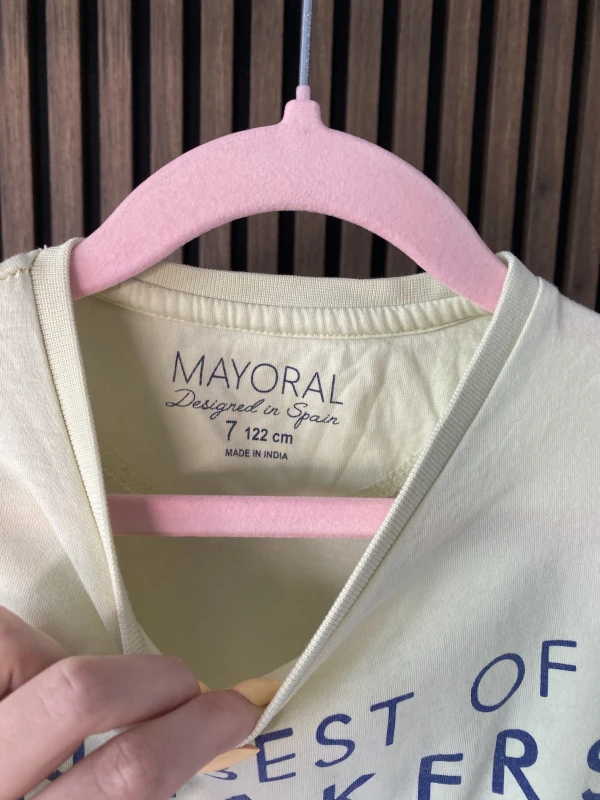 MAYORAL
Designed in Spain
7 122 cm
MADE IN INDIA
BEST OF